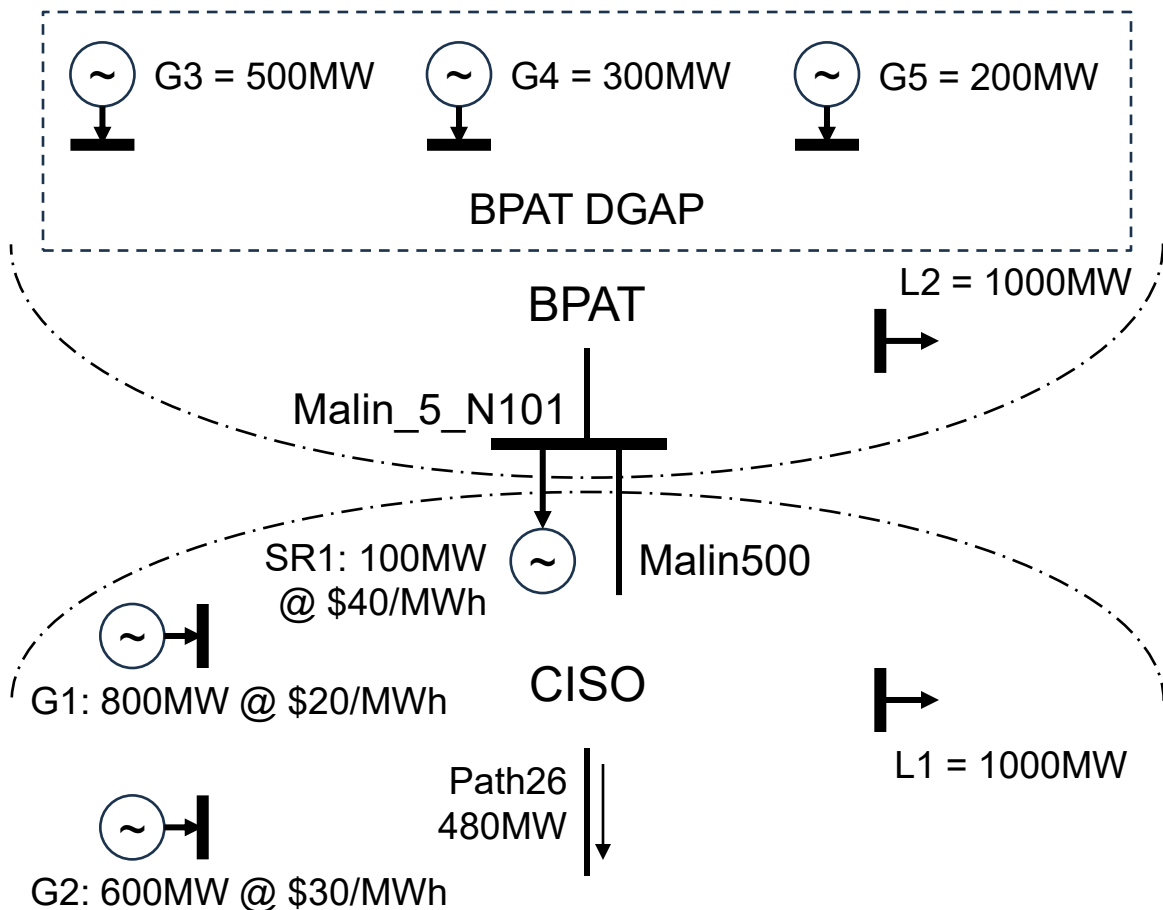 ~ G3 = 500MW
~ G4 = 300MW
~ G5 = 200MW
BPAT DGAP
BPAT
L2 = 1000MW
Malin_5_N101
SR1: 100MW
@ $40/MWh
~
Malin500
~
G1: 800MW @ $20/MWh
CISO
L1 = 1000MW
Path26
480MW
~
G2: 600MW @ $30/MWh